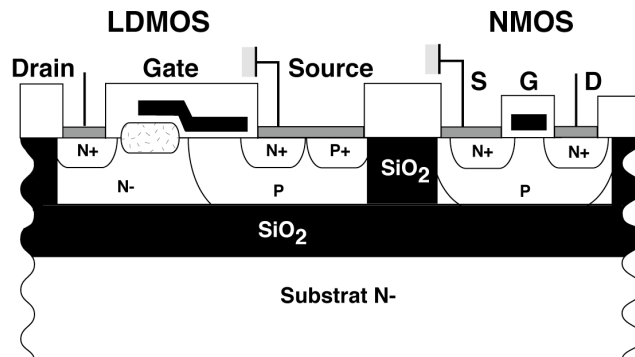 LDMOS NMOS
Drain Gate Source S G D
N+ N+ P+ N+ N+
N- P SiO2 P
SiO2
Substrat N-